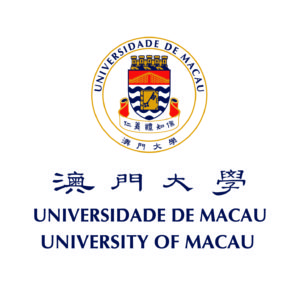 UNIVERSIDADE DE MACAU
仁義禮知信
澳門大學
澳門大學
UNIVERSIDADE DE MACAU
UNIVERSITY OF MACAU